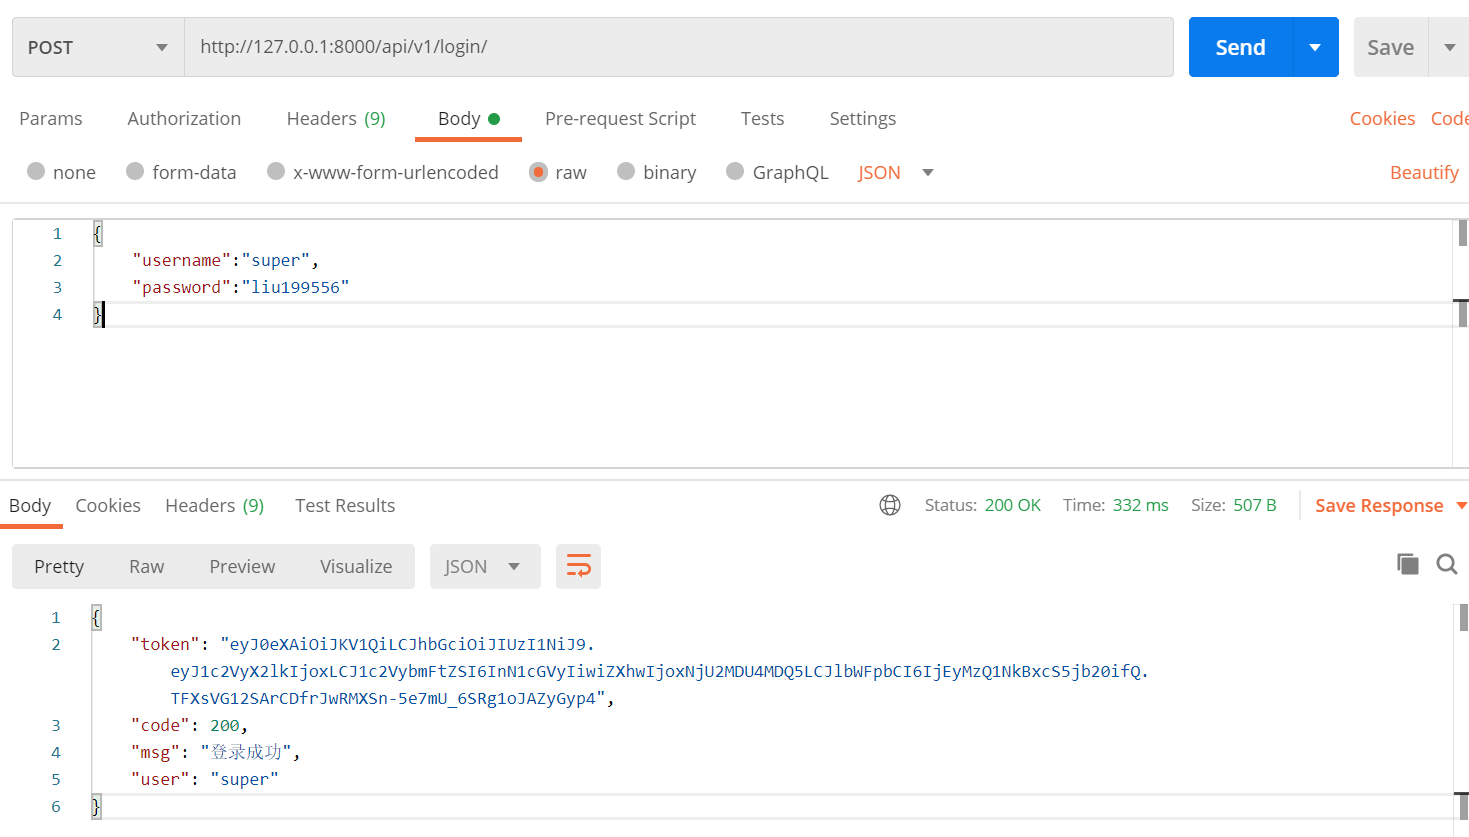 POST http://127.0.0.1:8000/api/v1/login/ Send Save
Params Authorization Headers (9) Body Pre-request Script Tests Settings Cookies Code
none form-data x-www-form-urlencoded raw binary GraphQL JSON Beautify
1 {
2 "username":"super",
3 "password":"liu199556"
4 }
Body Cookies Headers (9) Test Results Status: 200 OK Time: 332 ms Size: 507 B Save Response
Pretty Raw Preview Visualize JSON
1 {
2 "token": "eyJ0eXAiOiJKV1QiLCJhbGciOiJIUzI1NiJ9.
eyJ1c2VyX2lkIjoxLCJ1c2VybmFtZSI6InN1cGVyIiwiZXhwIjoxNjU2MDU4MDQ5LCJlbWFpbCI6IjEyMzQ1NkBxcS5jb20ifQ.
TFXsVG12SArCDfrJwRMXSn-5e7mU_6SRg1oJAZyGyp4",
3 "code": 200,
4 "msg": "登录成功",
5 "user": "super"
6 }